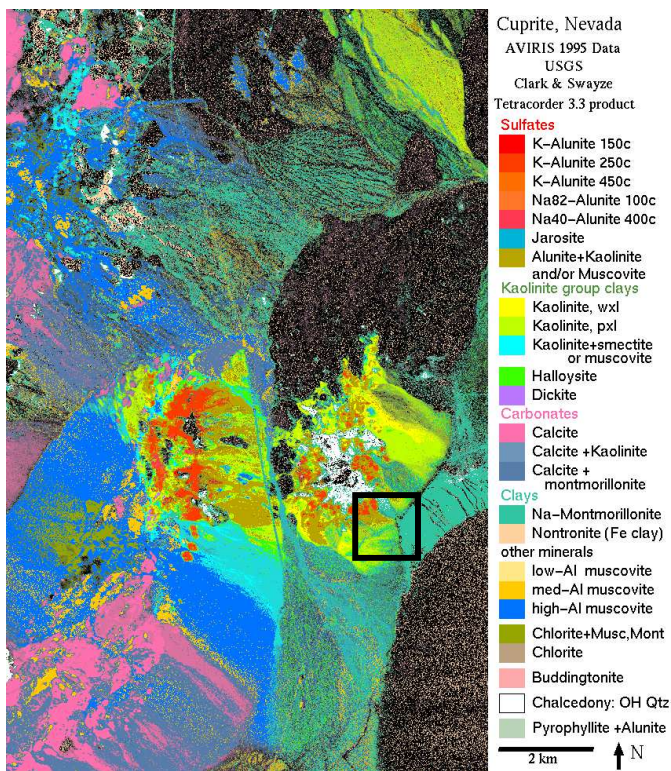 Cuprite, Nevada
AVIRIS 1995 Data
USGS
Clark & Swayze
Tetracorder 3.3 product
Sulfates
K-Alunite 150c
K-Alunite 250c
K-Alunite 450c
Na82-Alunite 100c
Na40-Alunite 400c
Jarosite
Alunite+Kaolinite
and/or Muscovite
Kaolinite group clays
Kaolinite, wxl
Kaolinite, pxl
Kaolinite+smectite
or muscovite
Halloysite
Dickite
Carbonates
Calcite
Calcite +Kaolinite
Calcite +
montmorillonite
Clays
Na-Montmorillonite
Nontronite (Fe clay)
other minerals
low-Al muscovite
med-Al muscovite
high-Al muscovite
Chlorite+Musc,Mont
Chlorite
Buddingtonite
Chalcedony: OH Qtz
Pyrophyllite +Alunite
2 km
N